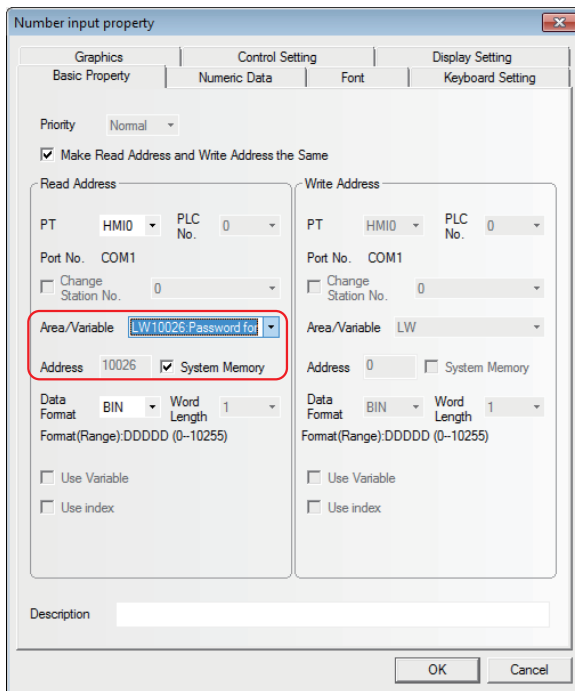 Number input property
Graphics Control Setting Display Setting
Basic Property Numeric Data Font Keyboard Setting
Priority Normal
Make Read Address and Write Address the Same
Read Address
PT HMI0 PLC No. 0
Port No. COM1
Change Station No. 0
Area/Variable LW10026:Password for
Address 10026 System Memory
Data Format BIN Word Length 1
Format(Range):DDDDD (0--10255)
Use Variable
Use index
Write Address
PT HMI0 PLC No. 0
Port No. COM1
Change Station No. 0
Area/Variable LW
Address 0 System Memory
Data Format BIN Word Length 1
Format(Range):DDDDD (0--10255)
Use Variable
Use index
Description
OK Cancel